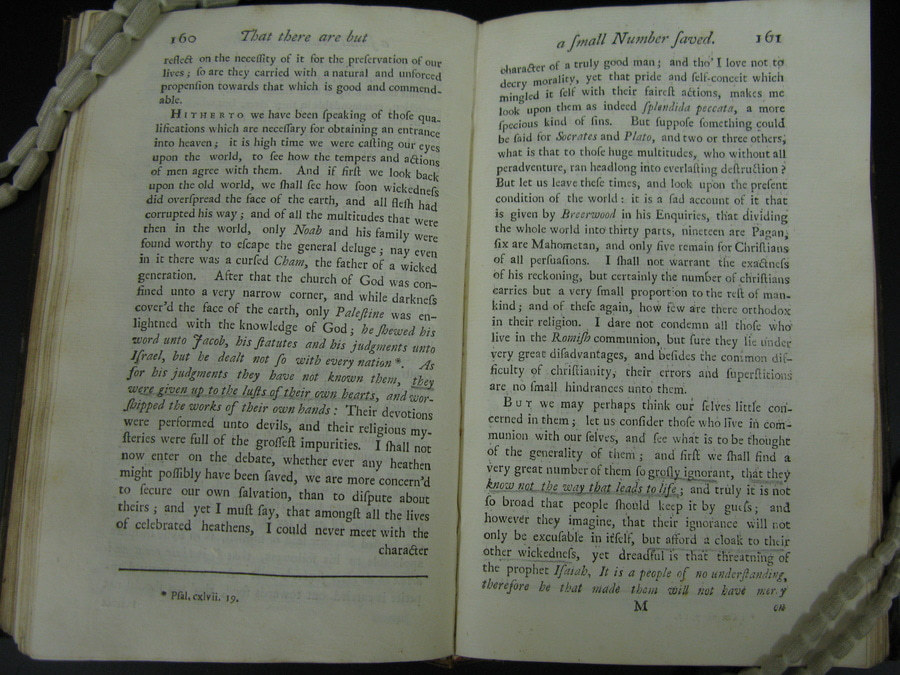 160 That there are but
reflect on the neceſſity of it for the preſervation of our
lives; ſo are they carried with a natural and unforced
propenſion towards that which is good and commend-
able.
HITHERTO we have been ſpeaking of thoſe qua-
lifications which are neceſſary for obtaining an entrance
into heaven; it is high time we were caſting our eyes
upon the world, to ſee how the tempers and actions
of men agree with them. And if firſt we look back
upon the old world, we ſhall ſee how ſoon wickedneſs
did overſpread the face of the earth, and all fleſh had
corrupted his way; and of all the multitudes that were
then in the world, only Noah and his family were
found worthy to eſcape the general deluge; nay even
in it there was a curſed Cham, the father of a wicked
generation. After that the church of God was con-
fined unto a very narrow corner, and while darkneſs
cover'd the face of the earth, only Paleſtine was en-
lightned with the knowledge of God; he ſhewed his
word unto Jacob, his ſtatutes and his judgments unto
Iſrael, but he dealt not ſo with every nation*. As
for his judgments they have not known them, they
were given up to the luſts of their own hearts, and wor-
ſhipped the works of their own hands: Their devotions
were performed unto devils, and their religious my-
ſteries were full of the groſſeſt impurities. I ſhall not
now enter on the debate, whether ever any heathen
might poſſibly have been ſaved, we are more concern'd
to ſecure our own ſalvation, than to diſpute about
theirs; and yet I muſt ſay, that amongſt all the lives
of celebrated heathens, I could never meet with the
character
* Pſal. cxlvii. 19.
a ſmall Number ſaved. 161
character of a truly good man; and tho' I love not to
decry morality, yet that pride and ſelf-conceit which
mingled it ſelf with their faireſt actions, makes me
look upon them as indeed ſplendida peccata, a more
ſpecious kind of ſins. But ſuppoſe ſomething could
be ſaid for Socrates and Plato, and two or three others,
what is that to thoſe huge multitudes, who without all
peradventure, ran headlong into everlaſting deſtruction?
But let us leave theſe times, and look upon the preſent
condition of the world: it is a ſad account of it that
is given by Breerwood in his Enquiries, that dividing
the whole world into thirty parts, nineteen are Pagan,
ſix are Mahometan, and only five remain for Chriſtians
of all perſuaſions. I ſhall not warrant the exactneſs
of his reckoning, but certainly the number of chriſtians
carries but a very ſmall proportion to the reſt of man-
kind; and of theſe again, how few are there orthodox
in their religion. I dare not condemn all thoſe who
live in the Romiſh communion, but ſure they lie under
very great diſadvantages, and beſides the common dif-
ficulty of chriſtianity, their errors and ſuperſtitions
are no ſmall hindrances unto them.
BUT we may perhaps think our ſelves little con-
cerned in them; let us conſider thoſe who live in com-
munion with our ſelves, and ſee what is to be thought
of the generality of them; and firſt we ſhall find a
very great number of them ſo groſly ignorant, that they
know not the way that leads to life; and truly it is not
ſo broad that people ſhould keep it by gueſs; and
however they imagine, that their ignorance will not
only be excuſable in itſelf, but afford a cloak to their
other wickedneſs, yet dreadful is that threatning of
the prophet Iſaiah, It is a people of no underſtanding,
therefore he that made them will not have mercy
M on